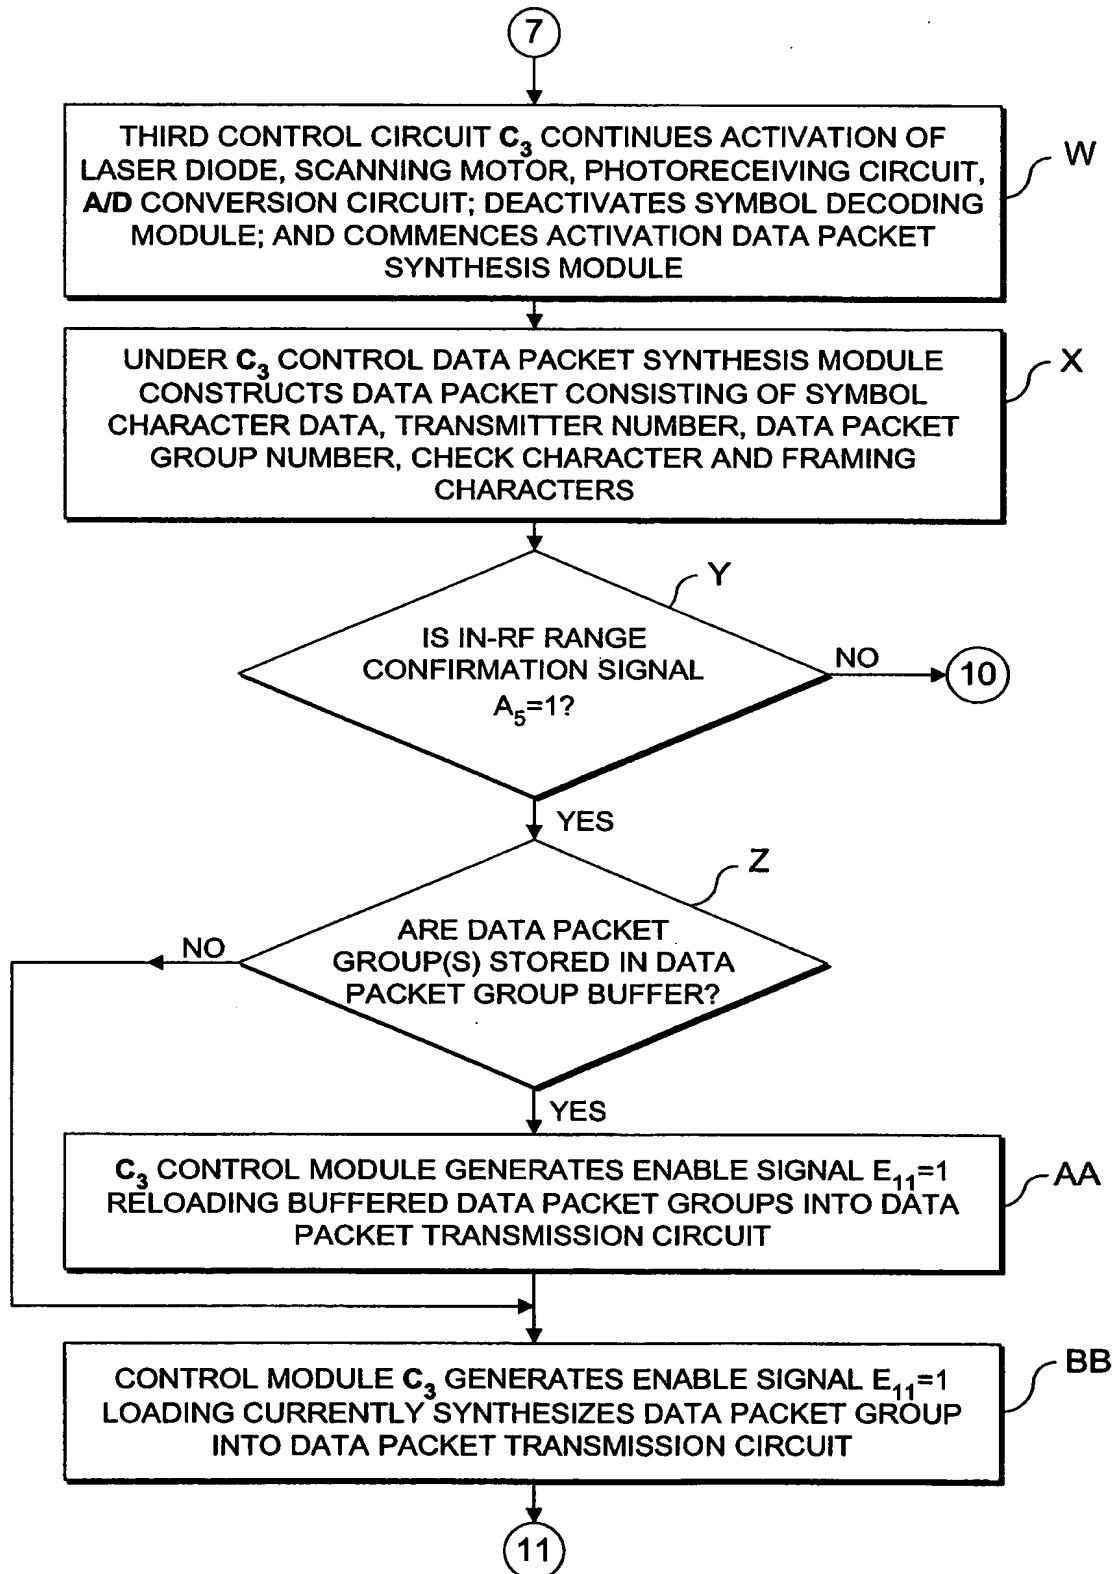 7
THIRD CONTROL CIRCUIT C₃ CONTINUES ACTIVATION OF
LASER DIODE, SCANNING MOTOR, PHOTORECEIVING CIRCUIT,
A/D CONVERSION CIRCUIT; DEACTIVATES SYMBOL DECODING
MODULE; AND COMMENCES ACTIVATION DATA PACKET
SYNTHESIS MODULE
W
UNDER C₃ CONTROL DATA PACKET SYNTHESIS MODULE
CONSTRUCTS DATA PACKET CONSISTING OF SYMBOL
CHARACTER DATA, TRANSMITTER NUMBER, DATA PACKET
GROUP NUMBER, CHECK CHARACTER AND FRAMING
CHARACTERS
X
Y
IS IN-RF RANGE
CONFIRMATION SIGNAL
A₅=1?
NO
10
YES
Z
ARE DATA PACKET
GROUP(S) STORED IN DATA
PACKET GROUP BUFFER?
NO
YES
C₃ CONTROL MODULE GENERATES ENABLE SIGNAL E₁₁=1
RELOADING BUFFERED DATA PACKET GROUPS INTO DATA
PACKET TRANSMISSION CIRCUIT
AA
CONTROL MODULE C₃ GENERATES ENABLE SIGNAL E₁₁=1
LOADING CURRENTLY SYNTHESIZES DATA PACKET GROUP
INTO DATA PACKET TRANSMISSION CIRCUIT
BB
11